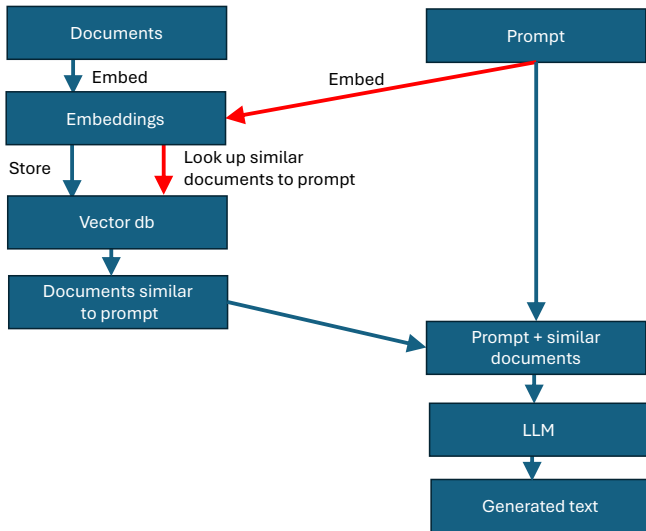 Documents
Prompt
Embed
Embed
Embeddings
Store
Look up similar
documents to prompt
Vector db
Documents similar
to prompt
Prompt + similar
documents
LLM
Generated text